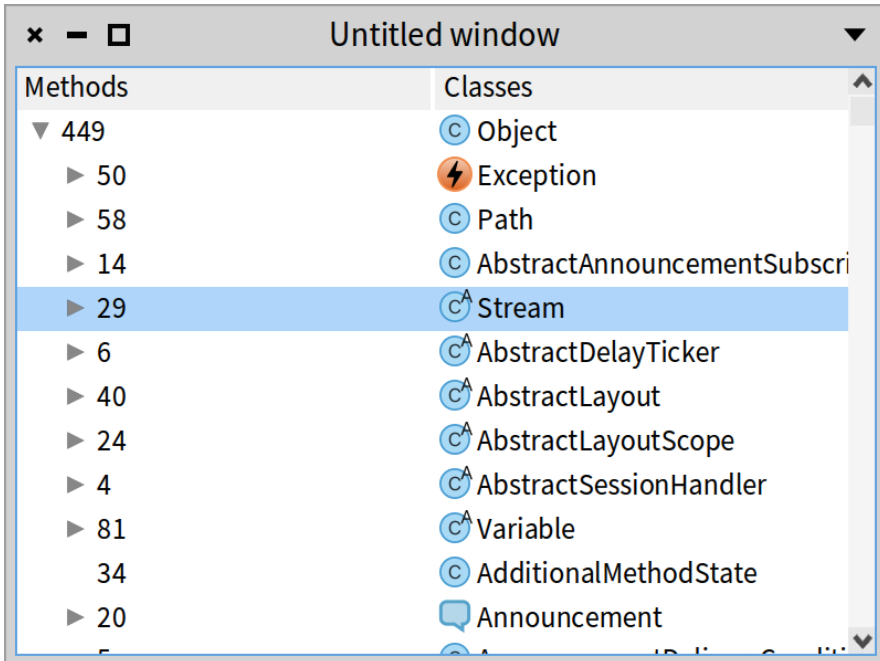 Untitled window
Methods Classes
449 Object
50 Exception
58 Path
14 AbstractAnnouncementSubscri
29 Stream
6 AbstractDelayTicker
40 AbstractLayout
24 AbstractLayoutScope
4 AbstractSessionHandler
81 Variable
34 AdditionalMethodState
20 Announcement